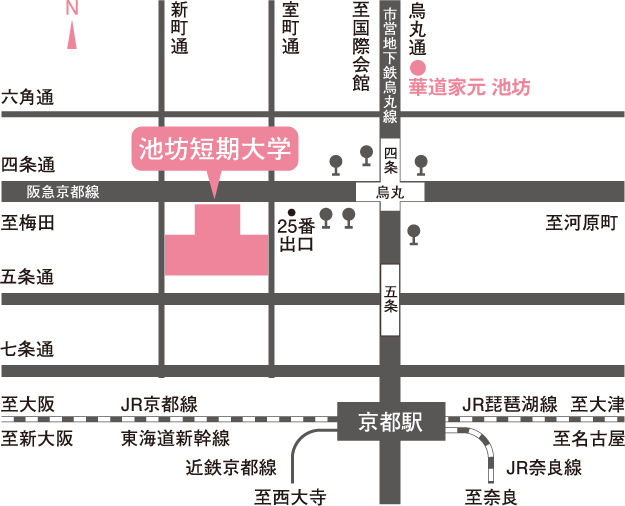 N
新町通
室町通
至国際会館
市営地下鉄烏丸線
烏丸通
華道家元 池坊
六角通
池坊短期大学
四条通
四条
阪急京都線
烏丸
至梅田
25番
出口
至河原町
五条通
五条
七条通
至大阪
JR京都線
京都駅
JR琵琶湖線
至大津
至新大阪
東海道新幹線
至名古屋
近鉄京都線
JR奈良線
至西大寺
至奈良